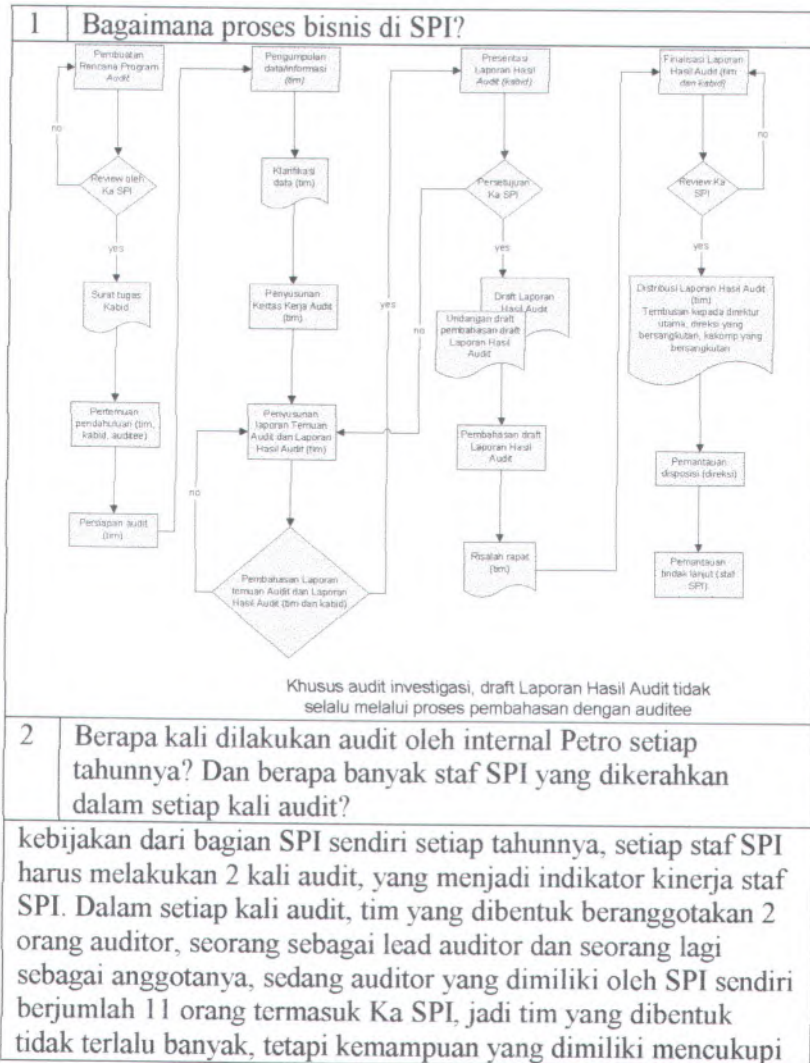 1 Bagaimana proses bisnis di SPI?
Pembuatan
Rencana Program
Audit
no
Review oleh
Ka SPI
yes
Surat tugas
Kabid
Pertemuan
pendahuluan (tim,
kabid, auditee)
Persiapan audit
(tim)
Pengumpulan
data/informasi
(tim)
Klarifikasi
data (tim)
Penyusunan
Kertas Kerja Audit
(tim)
Penyusunan
laporan Temuan
Audit dan Laporan
Hasil Audit (tim)
no
Pembahasan Laporan
temuan Audit dan Laporan
Hasil Audit (tim dan kabid)
yes
Presentasi
Laporan Hasil
Audit (kabid)
Persetujuan
Ka SPI
no
yes
Draft Laporan
Hasil Audit
Undangan draft
pembahasan draft
Laporan Hasil
Audit
Pembahasan draft
Laporan Hasil
Audit
Risalah rapat
(tim)
Finalisasi Laporan
Hasil Audit (tim
dan kabid)
no
Review Ka
SPI
yes
Distribusi Laporan Hasil Audit
(tim)
Tembusan kepada direktur
utama, direksi yang
bersangkutan, kakomp yang
bersangkutan
Pemantauan
disposisi (direksi)
Pemantauan
tindak lanjut (staf
SPI)
Khusus audit investigasi, draft Laporan Hasil Audit tidak
selalu melalui proses pembahasan dengan auditee
2 Berapa kali dilakukan audit oleh internal Petro setiap
tahunnya? Dan berapa banyak staf SPI yang dikerahkan
dalam setiap kali audit?
kebijakan dari bagian SPI sendiri setiap tahunnya, setiap staf SPI
harus melakukan 2 kali audit, yang menjadi indikator kinerja staf
SPI. Dalam setiap kali audit, tim yang dibentuk beranggotakan 2
orang auditor, seorang sebagai lead auditor dan seorang lagi
sebagai anggotanya, sedang auditor yang dimiliki oleh SPI sendiri
berjumlah 11 orang termasuk Ka SPI, jadi tim yang dibentuk
tidak terlalu banyak, tetapi kemampuan yang dimiliki mencukupi